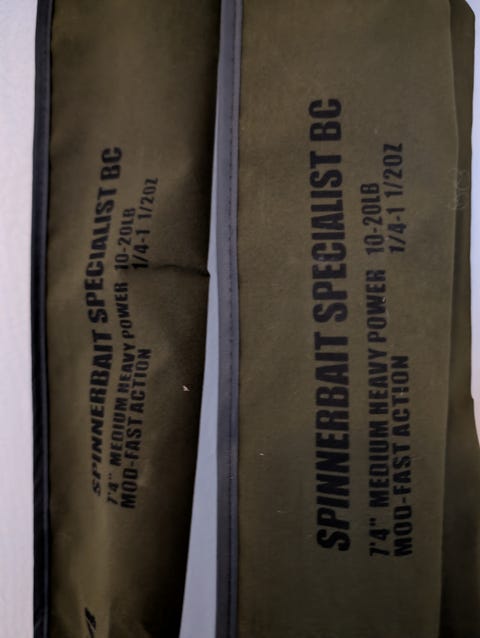 SPINNERBAIT SPECIALIST BC
7'4" MEDIUM HEAVY POWER 10-20LB
MOD-FAST ACTION 1/4-1 1/2OZ
SPINNERBAIT SPECIALIST BC
7'4" MEDIUM HEAVY POWER 10-20LB
MOD-FAST ACTION 1/4-1 1/2OZ